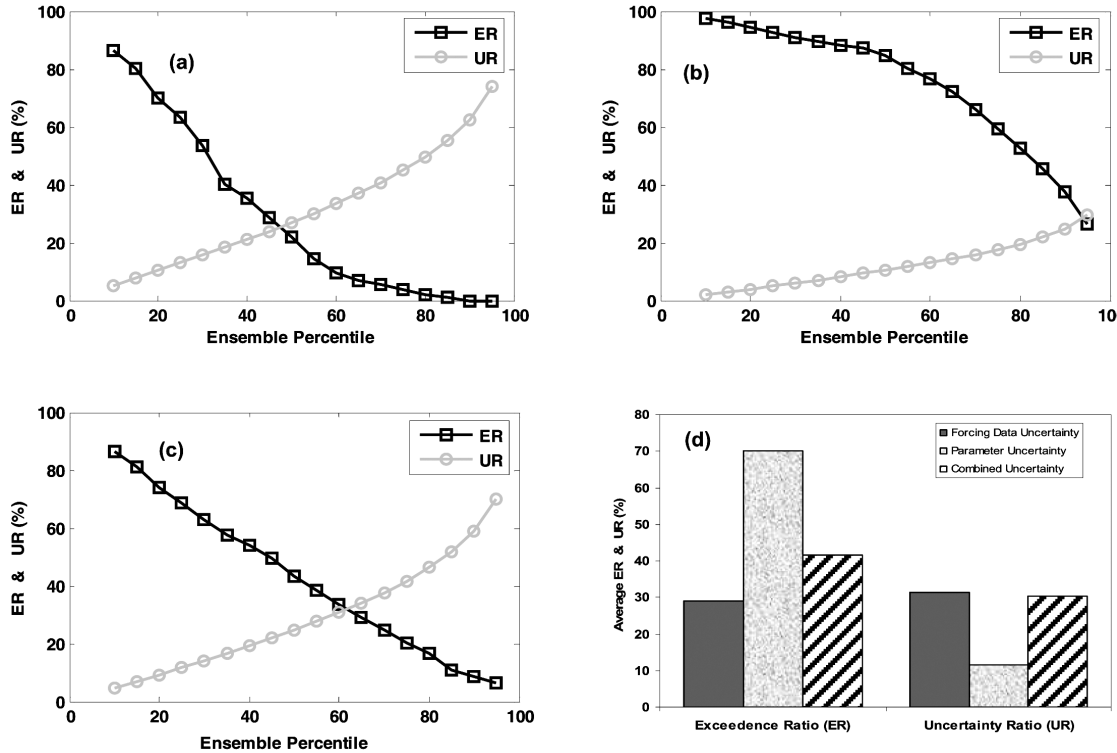 100
80
60
40
20
0
ER & UR (%)
(a)
ER
UR
0 20 40 60 80 100
Ensemble Percentile
100
80
60
40
20
0
ER & UR (%)
(b)
ER
UR
0 20 40 60 80 10
Ensemble Percentile
100
80
60
40
20
0
ER & UR (%)
(c)
ER
UR
0 20 40 60 80 100
Ensemble Percentile
80
70
60
50
40
30
20
10
0
Average ER & UR (%)
(d)
Forcing Data Uncertainty
Parameter Uncertainty
Combined Uncertainty
Exceedence Ratio (ER) Uncertainty Ratio (UR)